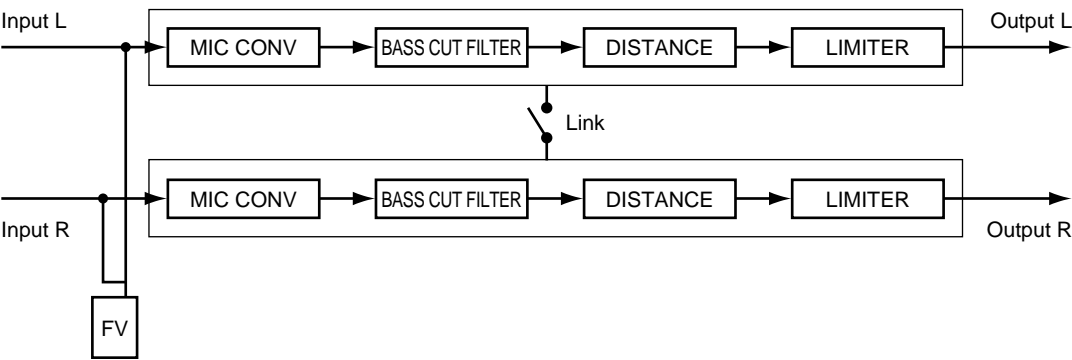 Input L
Output L
MIC CONV
BASS CUT FILTER
DISTANCE
LIMITER
Link
MIC CONV
BASS CUT FILTER
DISTANCE
LIMITER
Input R
Output R
FV